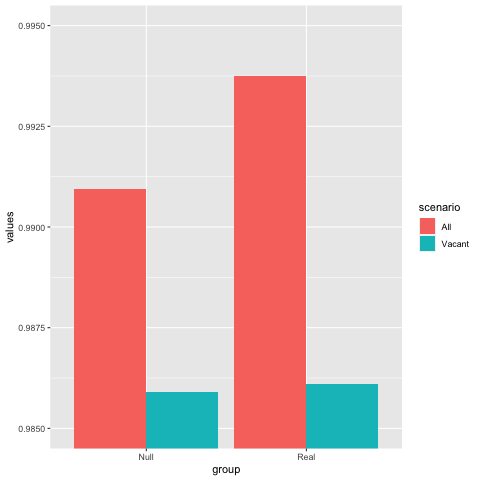 0.9950
0.9925
0.9900
0.9875
0.9850
values
Null Real
group
scenario
All
Vacant